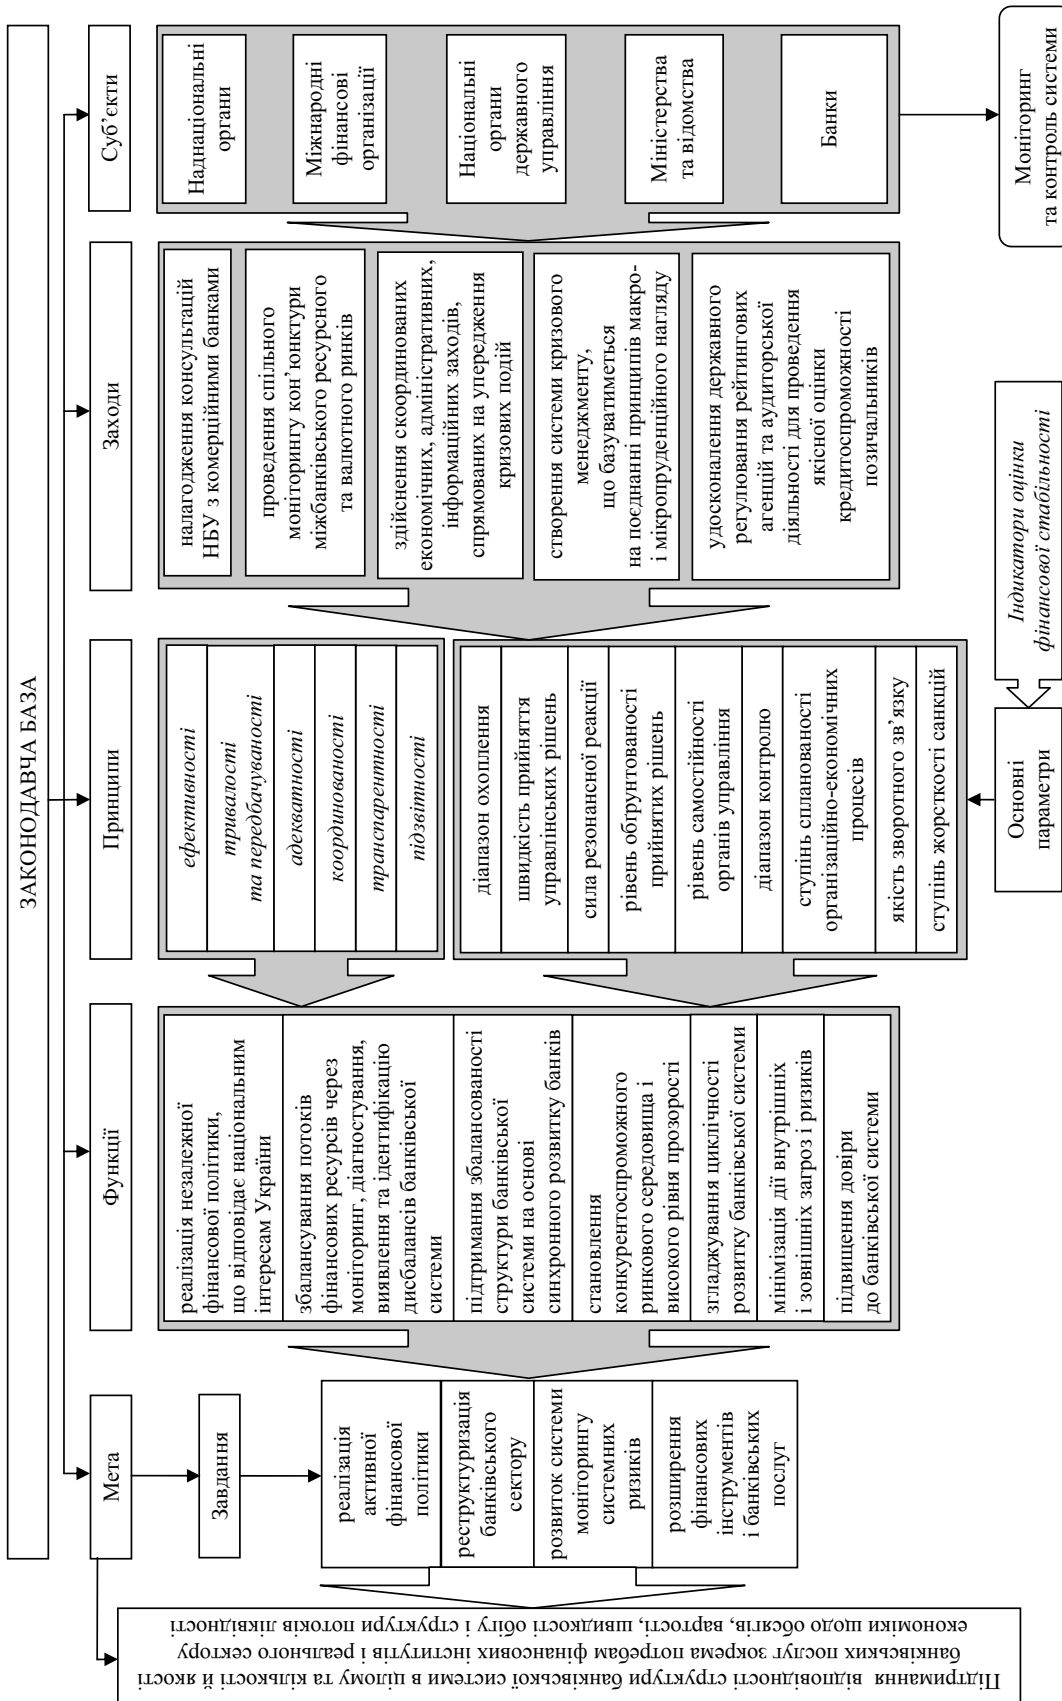 ЗАКОНОДАВЧА БАЗА
Мета
Функції
Принципи
Заходи
Суб’єкти
Підтримання відповідності структури банківської системи в цілому та кількості й якості
банківських послуг зокрема потребам фінансових інститутів і реального сектору
економіки щодо обсягів, вартості, швидкості обігу і структури потоків ліквідності
Завдання
реалізація
активної
фінансової
політики
реструктуризація
банківського
сектору
розвиток системи
моніторингу
системних
ризиків
розширення
фінансових
інструментів
і банківських
послуг
реалізація незалежної
фінансової політики,
що відповідає національним
інтересам України
збалансування потоків
фінансових ресурсів через
моніторинг, діагностування,
виявлення та ідентифікацію
дисбалансів банківської
системи
підтримання збалансованості
структури банківської
системи на основі
синхронного розвитку банків
становлення
конкурентоспроможного
ринкового середовища і
високого рівня прозорості
згладжування циклічності
розвитку банківської системи
мінімізація дії внутрішніх
і зовнішніх загроз і ризиків
підвищення довіри
до банківської системи
ефективності
тривалості
та передбачуваності
адекватності
координованості
транспарентності
підзвітності
діапазон охоплення
швидкість прийняття
управлінських рішень
сила резонансної реакції
рівень обґрунтованості
прийнятих рішень
рівень самостійності
органів управління
діапазон контролю
ступінь спланованості
організаційно-економічних
процесів
якість зворотного зв’язку
ступінь жорсткості санкцій
Основні
параметри
Індикатори оцінки
фінансової стабільності
налагодження консультацій
НБУ з комерційними банками
проведення спільного
моніторингу кон’юнктури
міжбанківського ресурсного
та валютного ринків
здійснення скоординованих
економічних, адміністративних,
інформаційних заходів,
спрямованих на упередження
кризових подій
створення системи кризового
менеджменту,
що базуватиметься
на поєднанні принципів макро-
і мікропруденційного нагляду
удосконалення державного
регулювання рейтингових
агенцій та аудиторської
діяльності для проведення
якісної оцінки
кредитоспроможності
позичальників
Наднаціональні
органи
Міжнародні
фінансові
організації
Національні
органи
державного
управління
Міністерства
та відомства
Банки
Моніторинг
та контроль системи